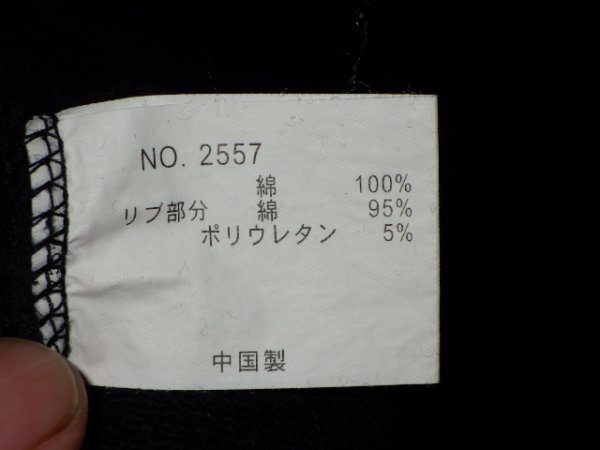 NO. 2557
綿 100%
リブ部分 綿 95%
ポリウレタン 5%
中国製